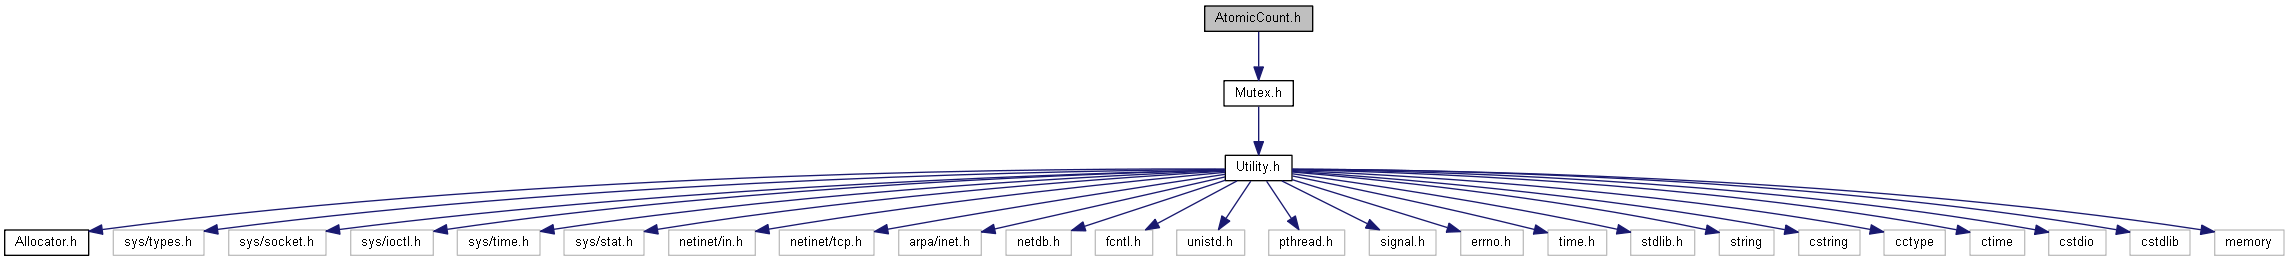 AtomicCount.h
Mutex.h
Utility.h
Allocator.h sys/types.h sys/socket.h sys/ioctl.h sys/time.h sys/stat.h netinet/in.h netinet/tcp.h arpa/inet.h netdb.h fcntl.h unistd.h pthread.h signal.h errno.h time.h stdlib.h string cstring cctype ctime cstdio cstdlib memory